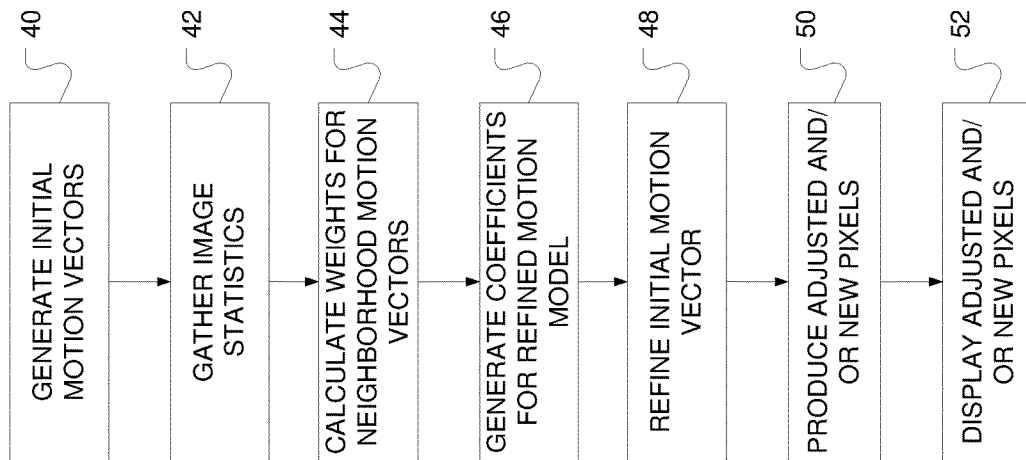 40
GENERATE INITIAL
MOTION VECTORS
42
GATHER IMAGE
STATISTICS
44
CALCULATE WEIGHTS FOR
NEIGHBORHOOD MOTION
VECTORS
46
GENERATE COEFFICIENTS
FOR REFINED MOTION
MODEL
48
REFINE INITIAL MOTION
VECTOR
50
PRODUCE ADJUSTED AND/
OR NEW PIXELS
52
DISPLAY ADJUSTED AND/
OR NEW PIXELS